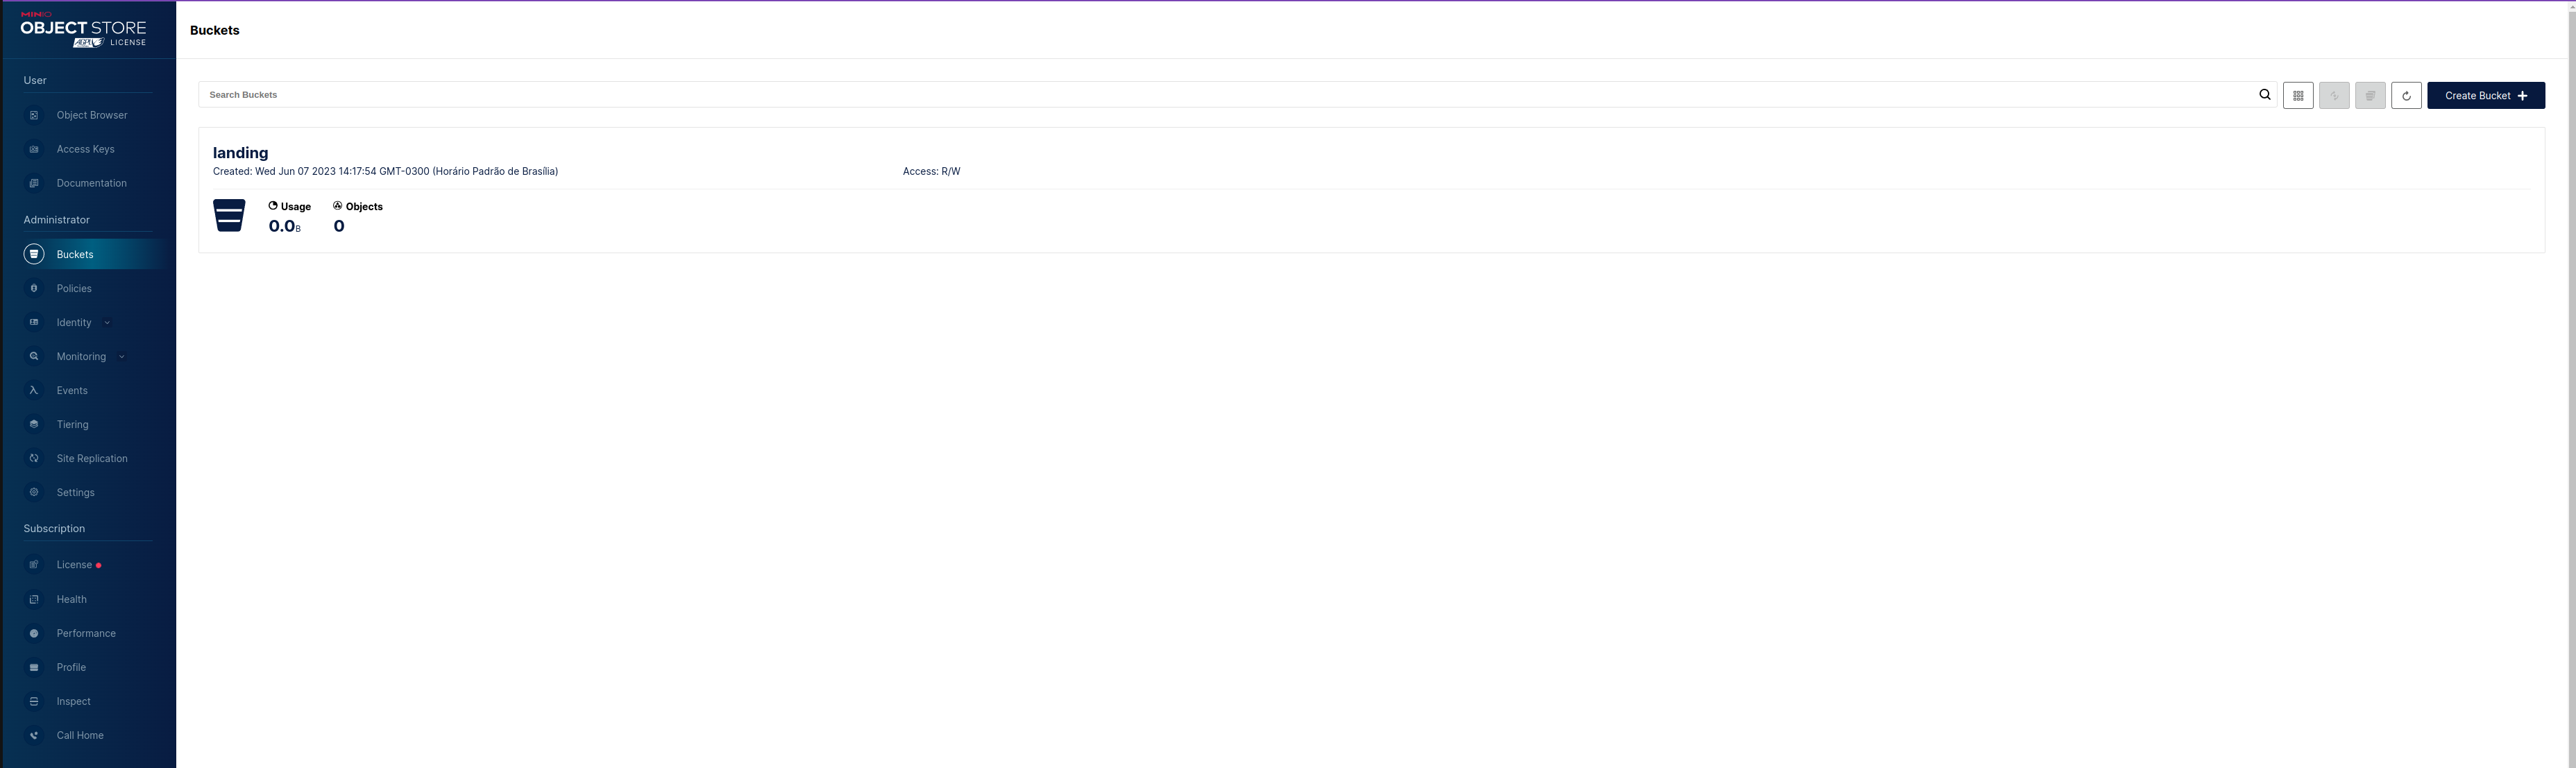 MINIO
OBJECT STORE
AGPL LICENSE
User
Object Browser
Access Keys
Documentation
Administrator
Buckets
Policies
Identity
Monitoring
Events
Tiering
Site Replication
Settings
Subscription
License
Health
Performance
Profile
Inspect
Call Home
Buckets
Search Buckets
Create Bucket
landing
Created: Wed Jun 07 2023 14:17:54 GMT-0300 (Horário Padrão de Brasília) Access: R/W
Usage Objects
0.0B 0